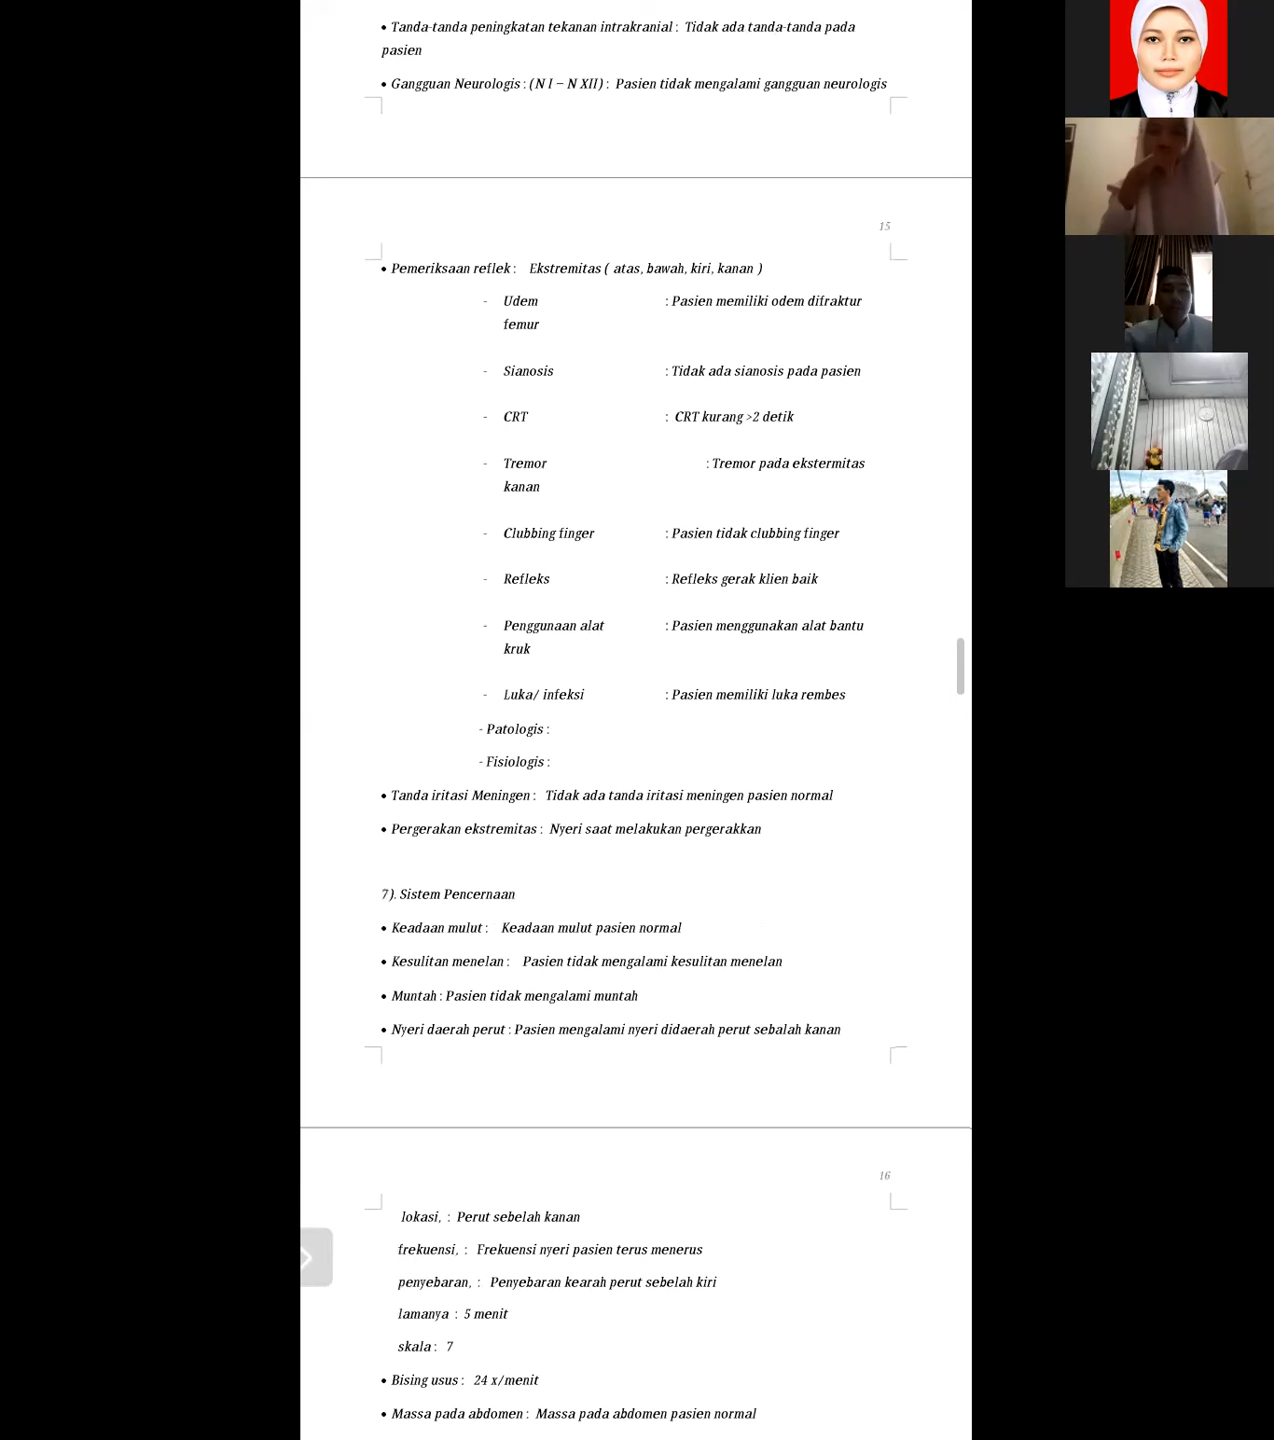 • Tanda-tanda peningkatan tekanan intrakranial : Tidak ada tanda-tanda pada
pasien
• Gangguan Neurologis : (N I – N XII) : Pasien tidak mengalami gangguan neurologis
15
• Pemeriksaan reflek : Ekstremitas ( atas, bawah, kiri, kanan )
- Udem : Pasien memiliki odem difraktur
femur
- Sianosis : Tidak ada sianosis pada pasien
- CRT : CRT kurang >2 detik
- Tremor : Tremor pada ekstermitas
kanan
- Clubbing finger : Pasien tidak clubbing finger
- Refleks : Refleks gerak klien baik
- Penggunaan alat : Pasien menggunakan alat bantu
kruk
- Luka/ infeksi : Pasien memiliki luka rembes
- Patologis :
- Fisiologis :
• Tanda iritasi Meningen : Tidak ada tanda iritasi meningen pasien normal
• Pergerakan ekstremitas : Nyeri saat melakukan pergerakkan
7). Sistem Pencernaan
• Keadaan mulut : Keadaan mulut pasien normal
• Kesulitan menelan : Pasien tidak mengalami kesulitan menelan
• Muntah : Pasien tidak mengalami muntah
• Nyeri daerah perut : Pasien mengalami nyeri didaerah perut sebalah kanan
16
lokasi, : Perut sebelah kanan
frekuensi, : Frekuensi nyeri pasien terus menerus
penyebaran, : Penyebaran kearah perut sebelah kiri
lamanya : 5 menit
skala : 7
• Bising usus : 24 x/menit
• Massa pada abdomen : Massa pada abdomen pasien normal